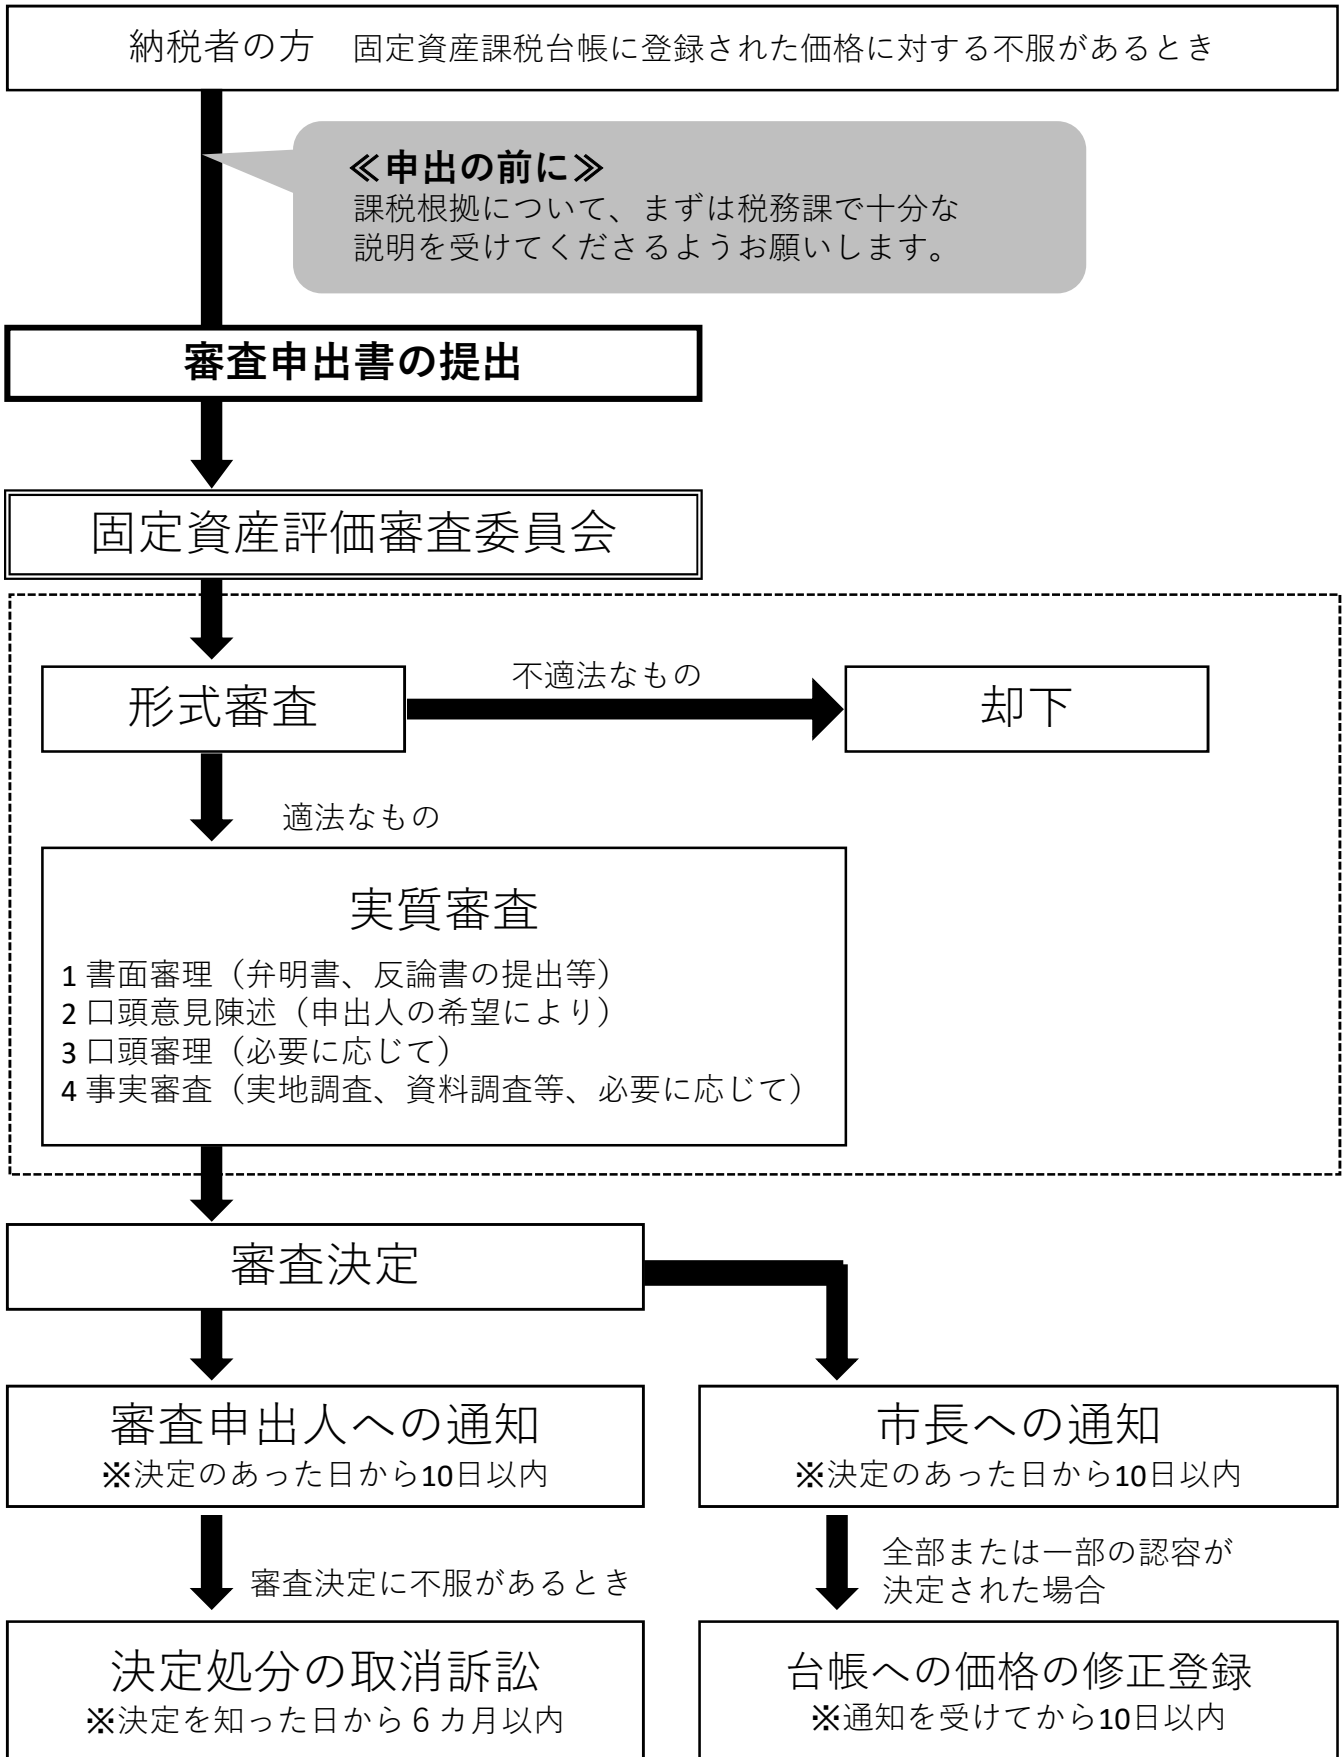 納税者の方 固定資産課税台帳に登録された価格に対する不服があるとき
≪申出の前に≫
課税根拠について、まずは税務課で十分な
説明を受けてくださるようお願いします。
審査申出書の提出
固定資産評価審査委員会
形式審査
不適法なもの
却下
適法なもの
実質審査
1 書面審理（弁明書、反論書の提出等）
2 口頭意見陳述（申出人の希望により）
3 口頭審理（必要に応じて）
4 事実審査（実地調査、資料調査等、必要に応じて）
審査決定
審査申出人への通知
※決定のあった日から10日以内
市長への通知
※決定のあった日から10日以内
審査決定に不服があるとき
全部または一部の認容が
決定された場合
決定処分の取消訴訟
※決定を知った日から６カ月以内
台帳への価格の修正登録
※通知を受けてから10日以内